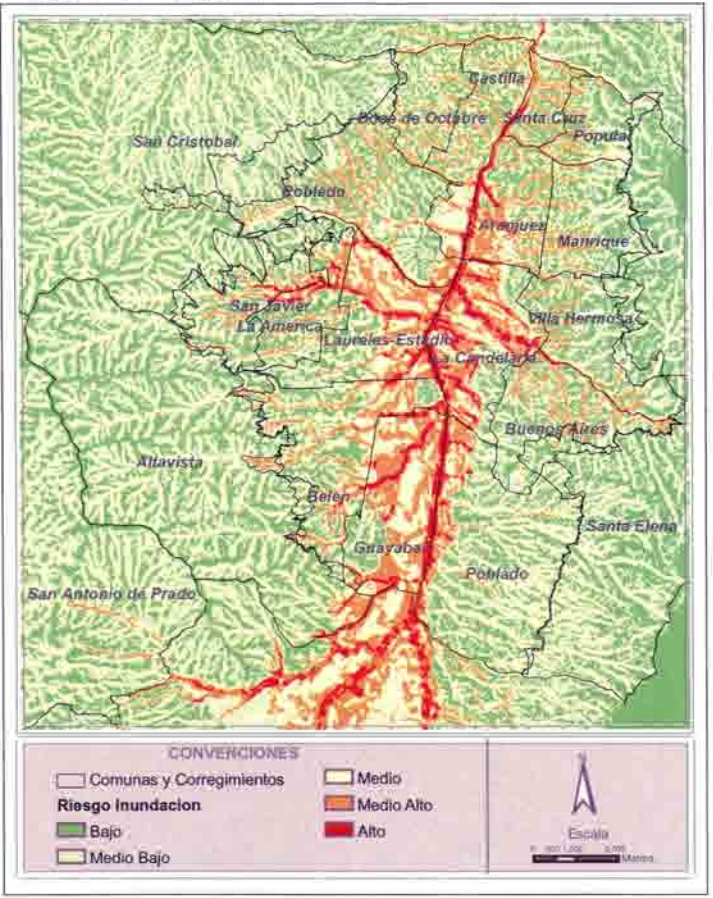 Castilla
Doce de Octubre
Santa Cruz
San Cristobal
Popular
Robledo
Aranjuez
Manrique
San Javier
La America
Villa Hermosa
Laureles-Estadio
La Candelaria
Buenos Aires
Altavista
Belen
Santa Elena
Guayabal
Poblado
San Antonio de Prado
CONVENCIONES
Comunas y Corregimientos
Riesgo Inundacion
Bajo
Medio Bajo
Medio
Medio Alto
Alto
N
Escala
0
Metros